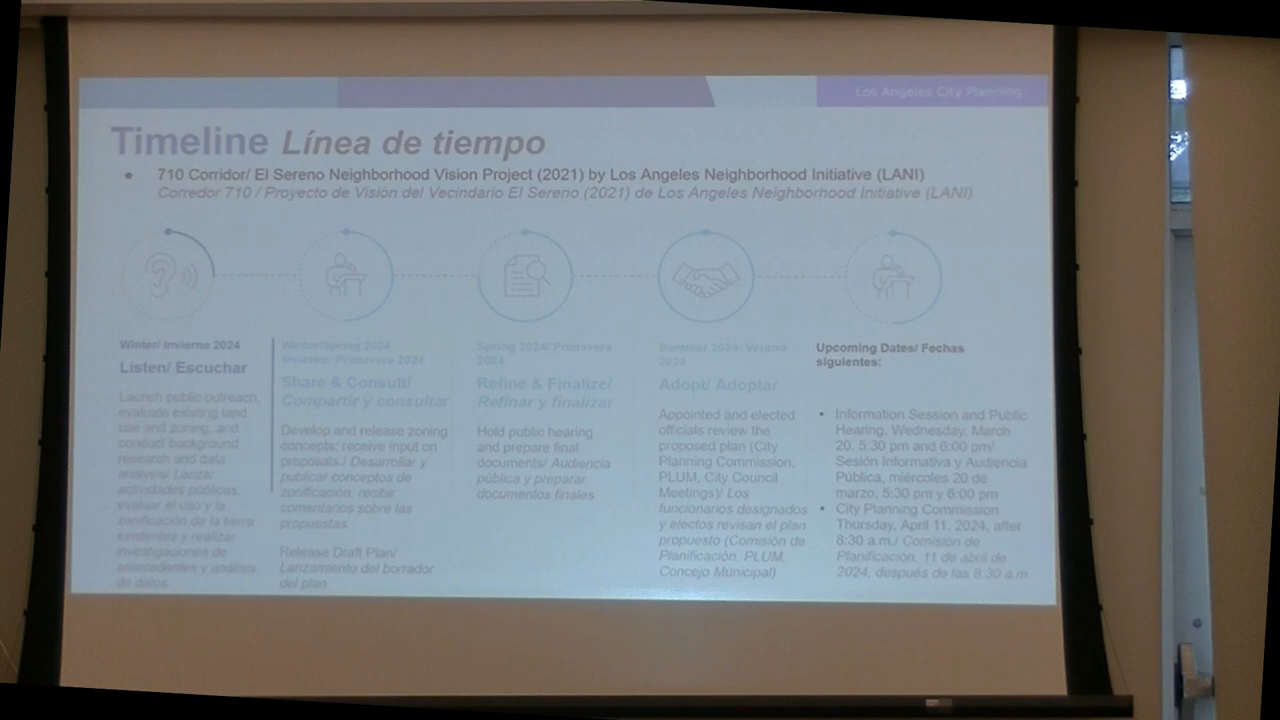 Los Angeles City Planning
Timeline Línea de tiempo
• 710 Corridor/ El Sereno Neighborhood Vision Project (2021) by Los Angeles Neighborhood Initiative (LANI)
Corredor 710 / Proyecto de Visión del Vecindario El Sereno (2021) de Los Angeles Neighborhood Initiative (LANI)
Winter/ Invierno 2024
Listen/ Escuchar
Launch public outreach,
evaluate existing land
use and zoning, and
conduct background
research and data
analysis/ Lanzar
actividades públicas,
evaluar el uso y la
zonificación de la tierra
existentes y realizar
investigaciones de
antecedentes y análisis
de datos.
Winter/Spring 2024
Invierno/ Primavera 2024
Share & Consult/
Compartir y consultar
Develop and release zoning
concepts; receive input on
proposals./ Desarrollar y
publicar conceptos de
zonificación; recibir
comentarios sobre las
propuestas.
Release Draft Plan/
Lanzamiento del borrador
del plan
Spring 2024/ Primavera
2024
Refine & Finalize/
Refinar y finalizar
Hold public hearing
and prepare final
documents/ Audiencia
pública y preparar
documentos finales
Summer 2024/ Verano
2024
Adopt/ Adoptar
Appointed and elected
officials review the
proposed plan (City
Planning Commission,
PLUM, City Council
Meetings)/ Los
funcionarios designados
y electos revisan el plan
propuesto (Comisión de
Planificación, PLUM,
Concejo Municipal)
Upcoming Dates/ Fechas
siguientes:
• Information Session and Public
Hearing, Wednesday, March
20, 5:30 pm and 6:00 pm/
Sesión Informativa y Audiencia
Pública, miércoles 20 de
marzo, 5:30 pm y 6:00 pm
• City Planning Commission
Thursday, April 11, 2024, after
8:30 a.m./ Comisión de
Planificación, 11 de abril de
2024, después de las 8:30 a.m